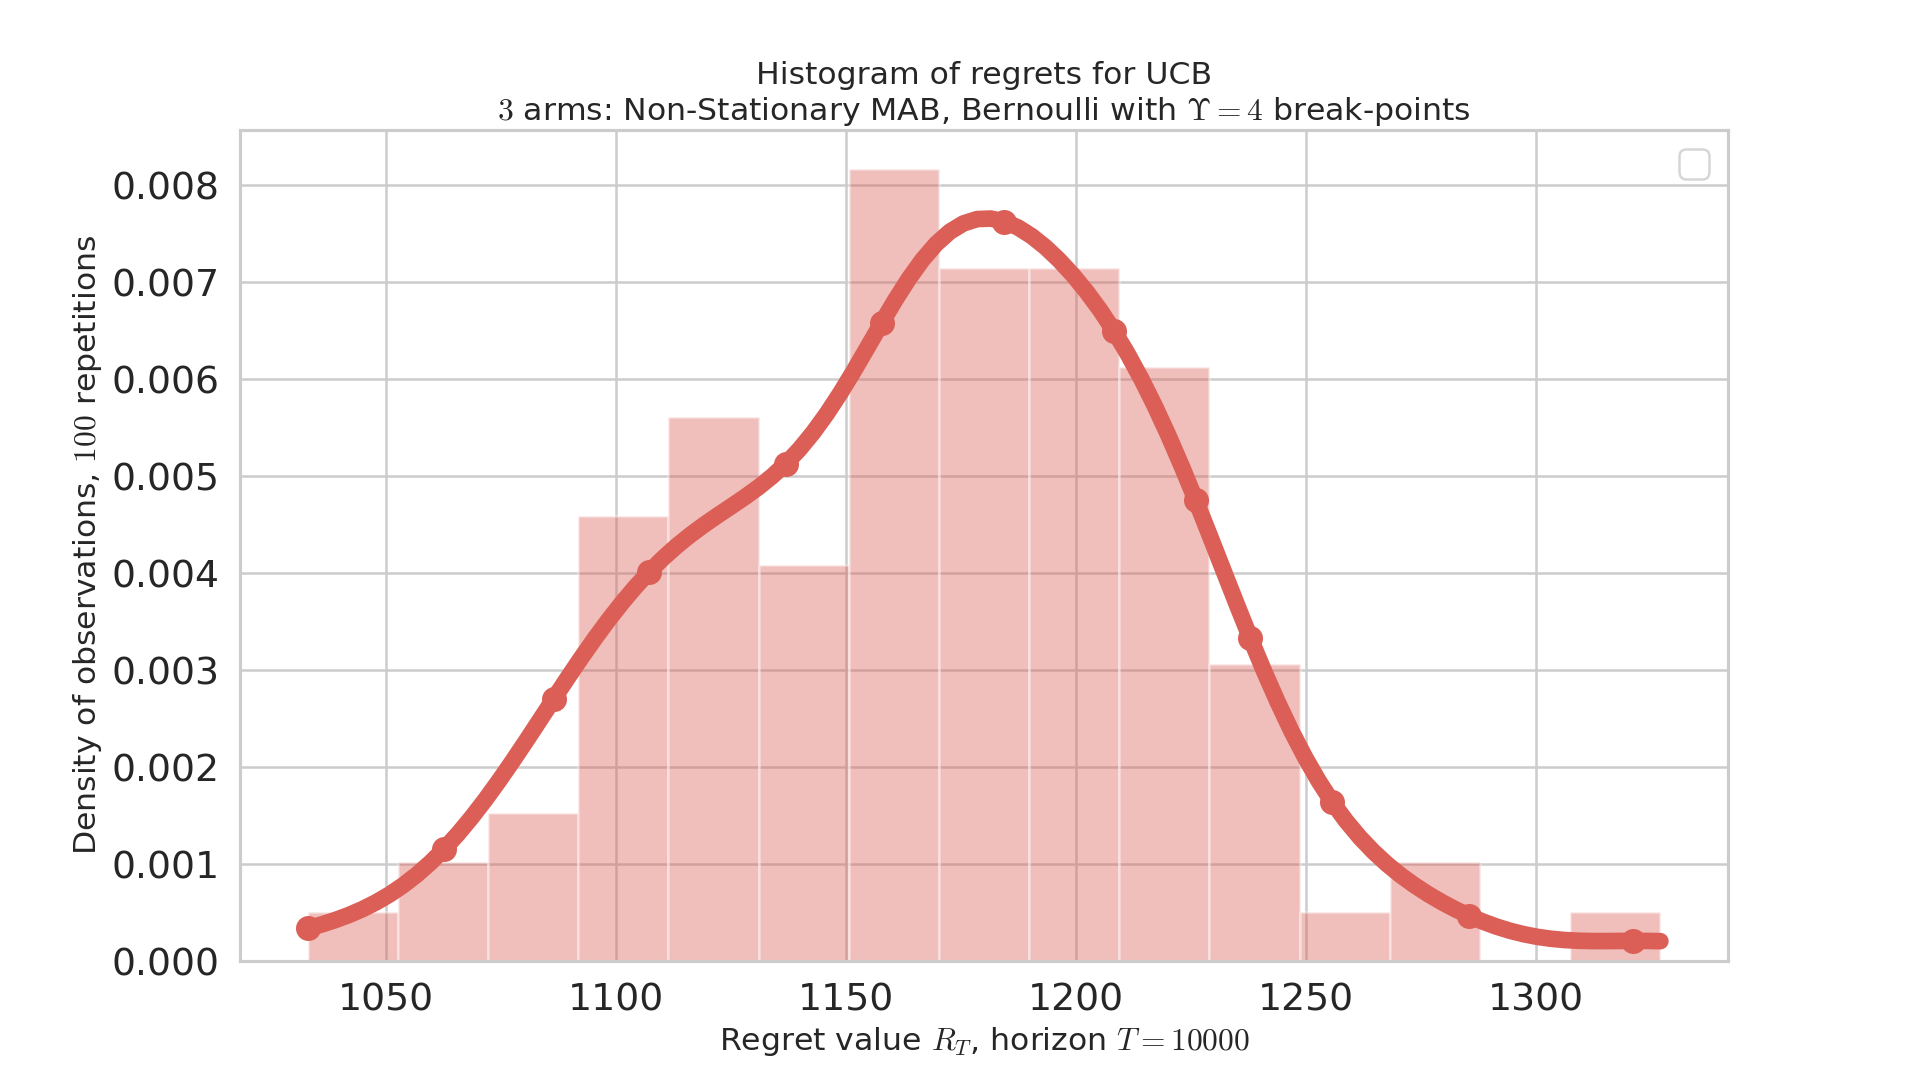 Histogram of regrets for UCB
3 arms: Non-Stationary MAB, Bernoulli with ϒ = 4 break-points
Density of observations, 100 repetitions
0.008
0.007
0.006
0.005
0.004
0.003
0.002
0.001
0.000
1050 1100 1150 1200 1250 1300
Regret value R_T, horizon T = 10000